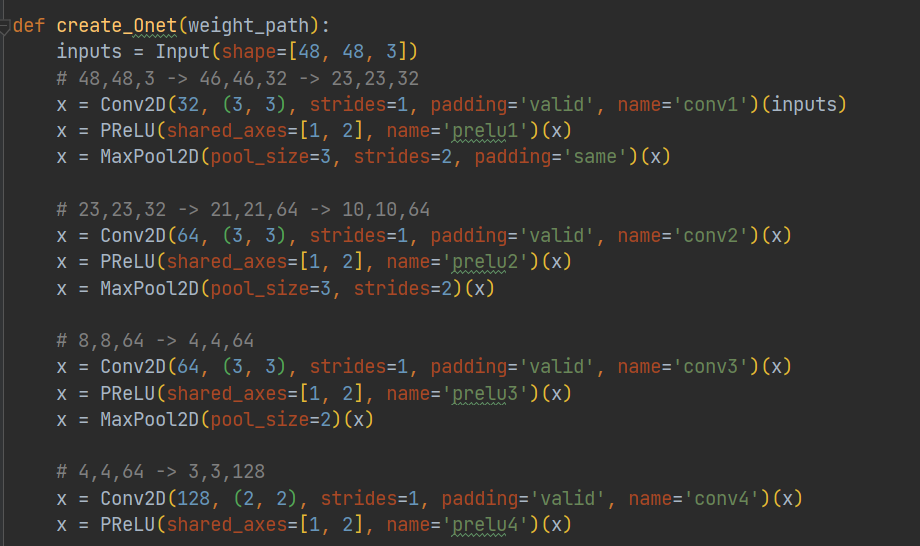 def create_Onet(weight_path):
    inputs = Input(shape=[48, 48, 3])
    # 48,48,3 -> 46,46,32 -> 23,23,32
    x = Conv2D(32, (3, 3), strides=1, padding='valid', name='conv1')(inputs)
    x = PReLU(shared_axes=[1, 2], name='prelu1')(x)
    x = MaxPool2D(pool_size=3, strides=2, padding='same')(x)

    # 23,23,32 -> 21,21,64 -> 10,10,64
    x = Conv2D(64, (3, 3), strides=1, padding='valid', name='conv2')(x)
    x = PReLU(shared_axes=[1, 2], name='prelu2')(x)
    x = MaxPool2D(pool_size=3, strides=2)(x)

    # 8,8,64 -> 4,4,64
    x = Conv2D(64, (3, 3), strides=1, padding='valid', name='conv3')(x)
    x = PReLU(shared_axes=[1, 2], name='prelu3')(x)
    x = MaxPool2D(pool_size=2)(x)

    # 4,4,64 -> 3,3,128
    x = Conv2D(128, (2, 2), strides=1, padding='valid', name='conv4')(x)
    x = PReLU(shared_axes=[1, 2], name='prelu4')(x)